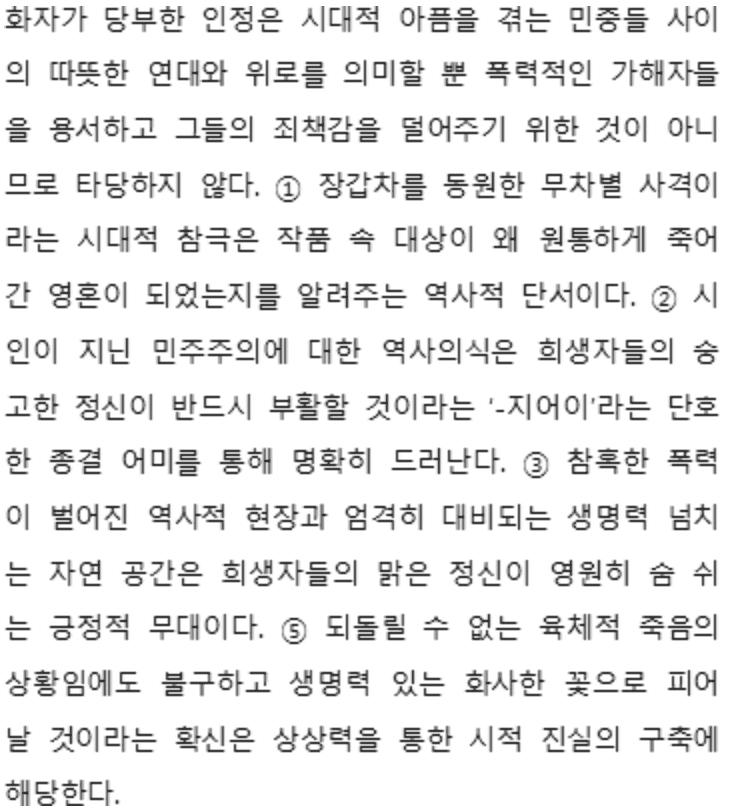 화자가 당부한 인정은 시대적 아픔을 겪는 민중들 사이
의 따뜻한 연대와 위로를 의미할 뿐 폭력적인 가해자들
을 용서하고 그들의 죄책감을 덜어주기 위한 것이 아니
므로 타당하지 않다. ① 장갑차를 동원한 무차별 사격이
라는 시대적 참극은 작품 속 대상이 왜 원통하게 죽어
간 영혼이 되었는지를 알려주는 역사적 단서이다. ② 시
인이 지닌 민주주의에 대한 역사의식은 희생자들의 숭
고한 정신이 반드시 부활할 것이라는 '-지어이'라는 단호
한 종결 어미를 통해 명확히 드러난다. ③ 참혹한 폭력
이 벌어진 역사적 현장과 엄격히 대비되는 생명력 넘치
는 자연 공간은 희생자들의 맑은 정신이 영원히 숨 쉬
는 긍정적 무대이다. ⑤ 되돌릴 수 없는 육체적 죽음의
상황임에도 불구하고 생명력 있는 화사한 꽃으로 피어
날 것이라는 확신은 상상력을 통한 시적 진실의 구축에
해당한다.